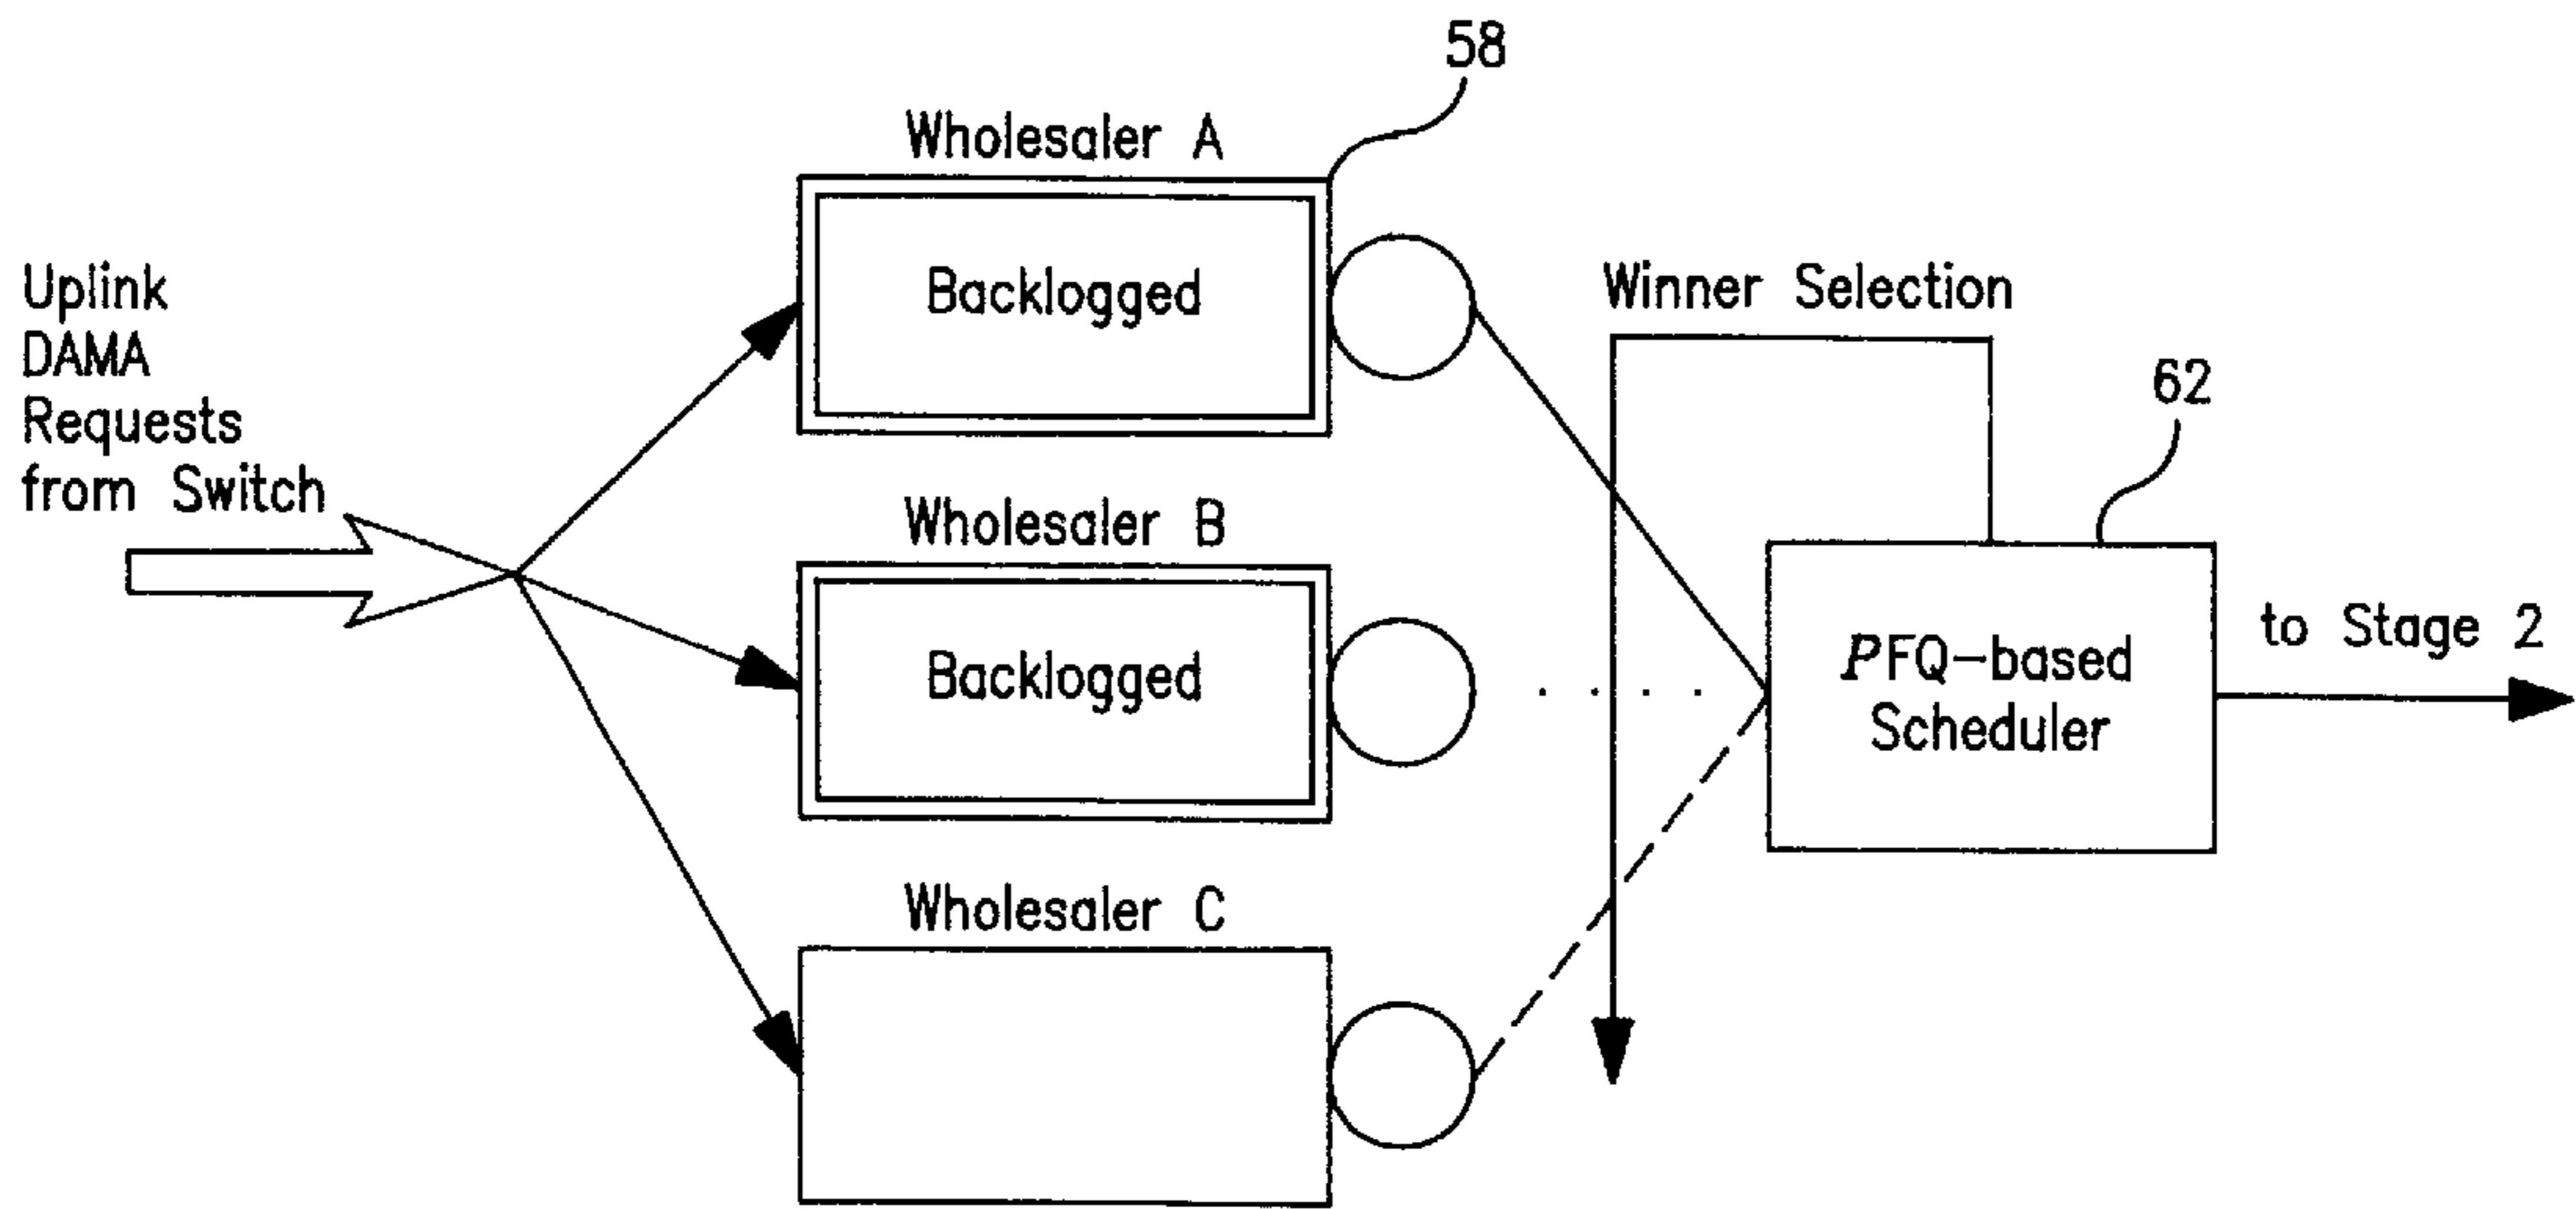 58
Wholesaler A
Uplink
DAMA
Requests
from Switch
Backlogged
Winner Selection
62
Wholesaler B
Backlogged
PFQ-based
Scheduler
to Stage 2
Wholesaler C